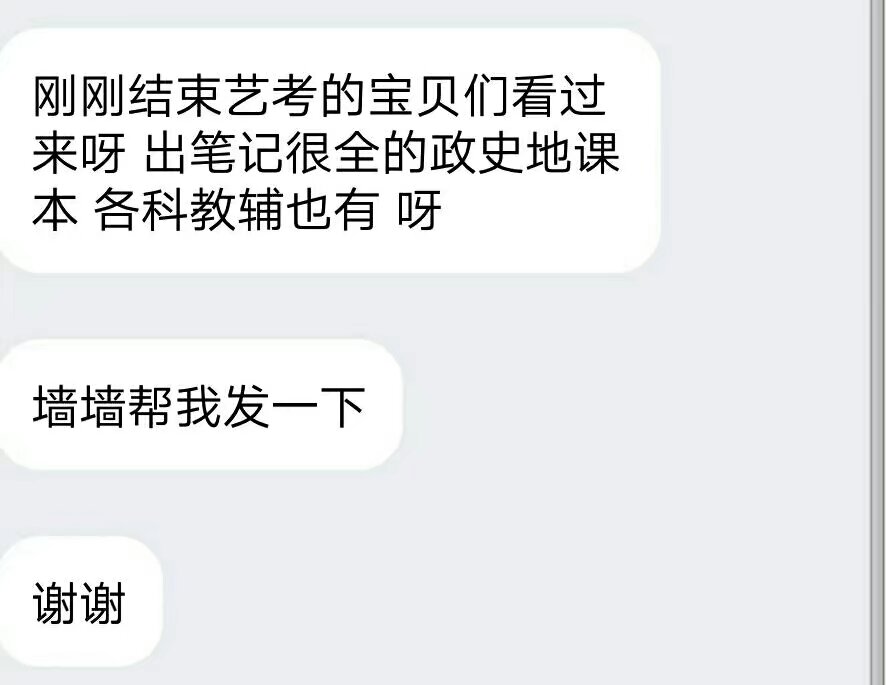 刚刚结束艺考的宝贝们看过
来呀 出笔记很全的政史地课
本 各科教辅也有 呀
墙墙帮我发一下
谢谢